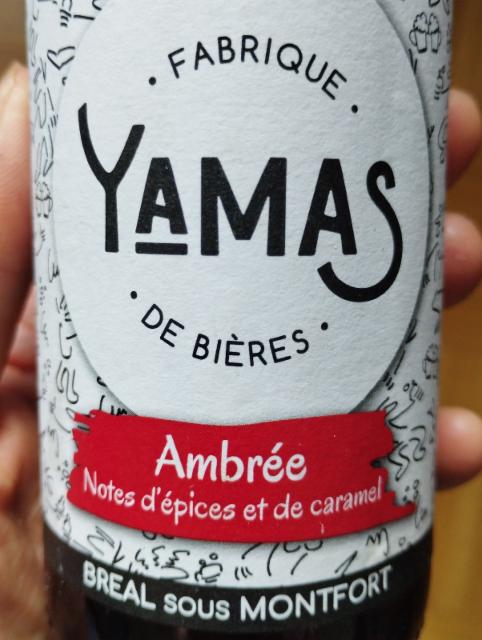 FABRIQUE
YAMAS
DE BIÈRES
Ambrée
Notes d'épices et de caramel
BREAL sous MONTFORT